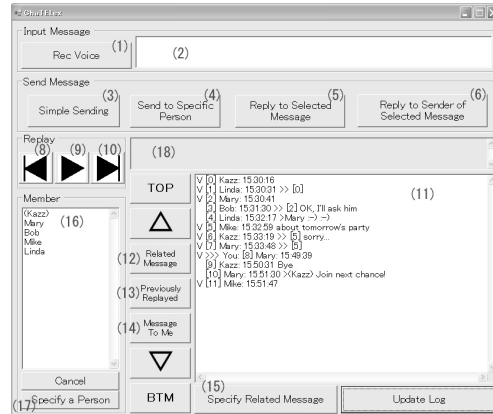 ChaTEtex
Input Message
Rec Voice (1)
(2)
Send Message
(3) Simple Sending
(4) Send to Specific Person
(5) Reply to Selected Message
(6) Reply to Sender of Selected Message
Replay
(8) (9) (10)
(18)
Member
(16)
(Kazz)
Mary
Bob
Mike
Linda
Cancel
(17) Specify a Person
TOP
(12) Related Message
(13) Previously Replayed
(14) Message To Me
BTM
(11)
V [0] Kazz: 15:30:16
V [1] Linda: 15:30:31 >> [0]
V [2] Mary: 15:30:41
V [3] Bob: 15:31:30 >> [2] OK, I'll ask him
[4] Linda: 15:32:17 >Mary :-) :-)
V [5] Mike: 15:32:59 about tomorrow's party
V [6] Kazz: 15:33:19 >> [5] sorry...
V [7] Mary: 15:33:48 >> [5]
V >>> You: [8] Mary: 15:49:39
[9] Kazz: 15:50:31 Bye
[10] Mary: 15:51:30 >(Kazz) Join next chance!
V [11] Mike: 15:51:47
(15)
Specify Related Message
Update Log